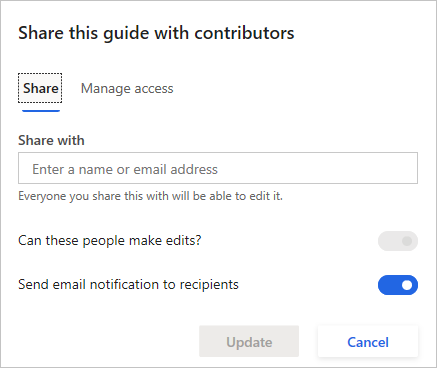 Share this guide with contributors
Share Manage access
Share with
Enter a name or email address
Everyone you share this with will be able to edit it.
Can these people make edits?
Send email notification to recipients
Update Cancel